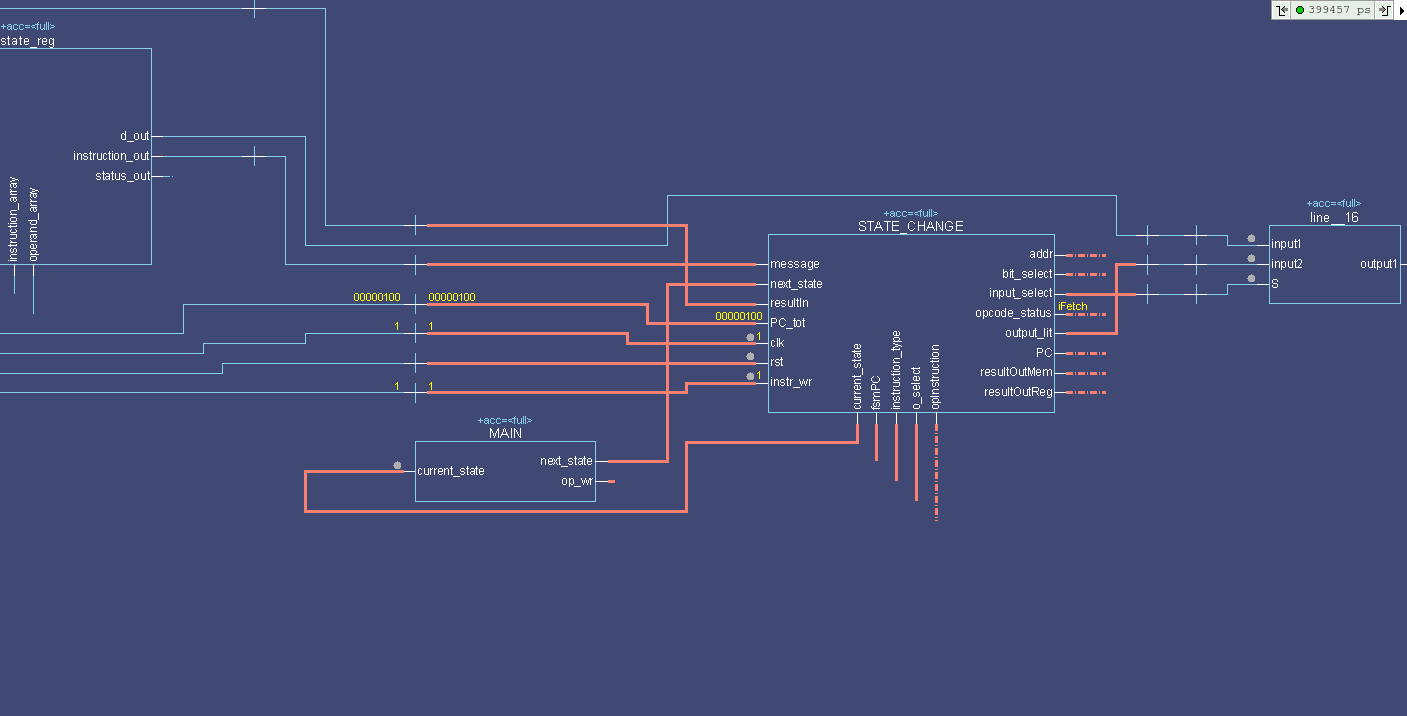 399457 ps
+acc=<full>
state_reg
d_out
instruction_out
status_out
instruction_array
operand_array
+acc=<full>
STATE_CHANGE
message
next_state
resultIn
PC_tot
clk
rst
instr_wr
addr
bit_select
input_select
opcode_status
output_lit
PC
resultOutMem
resultOutReg
current_state
fsmPC
instruction_type
o_select
opInstruction
iFetch
00000100
00000100
00000100
1
1
1
1
1
1
+acc=<full>
line__16
input1
input2
S
output1
+acc=<full>
MAIN
current_state
next_state
op_wr